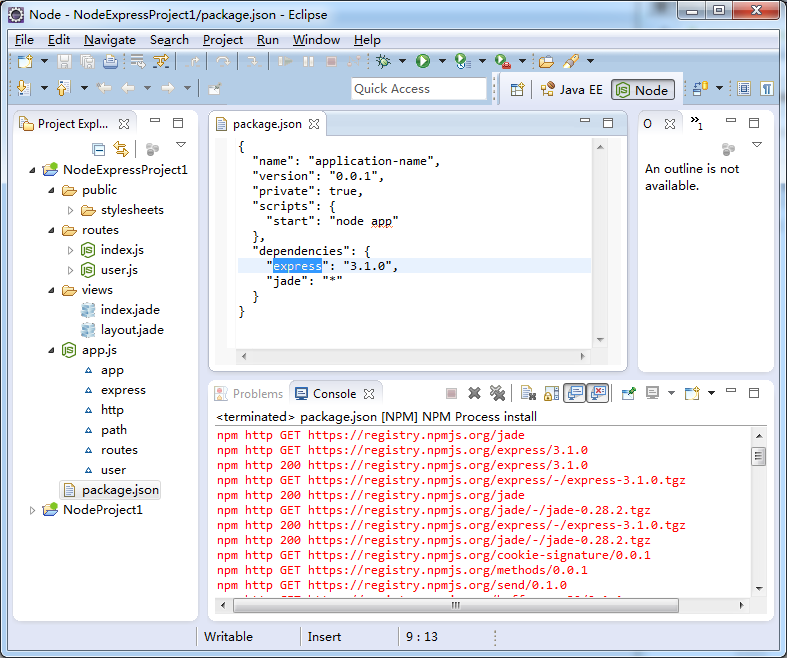 Node - NodeExpressProject1/package.json - Eclipse
File Edit Navigate Search Project Run Window Help
Quick Access
Java EE
Node
Project Expl...
package.json
O
»1
NodeExpressProject1
public
stylesheets
routes
index.js
user.js
views
index.jade
layout.jade
app.js
app
express
http
path
routes
user
package.json
NodeProject1
{
"name": "application-name",
"version": "0.0.1",
"private": true,
"scripts": {
"start": "node app"
},
"dependencies": {
"express": "3.1.0",
"jade": "*"
}
}
An outline is not
available.
Problems
Console
<terminated> package.json [NPM] NPM Process install
npm http GET https://registry.npmjs.org/jade
npm http GET https://registry.npmjs.org/express/3.1.0
npm http 200 https://registry.npmjs.org/express/3.1.0
npm http GET https://registry.npmjs.org/express/-/express-3.1.0.tgz
npm http 200 https://registry.npmjs.org/jade
npm http GET https://registry.npmjs.org/jade/-/jade-0.28.2.tgz
npm http 200 https://registry.npmjs.org/express/-/express-3.1.0.tgz
npm http 200 https://registry.npmjs.org/jade/-/jade-0.28.2.tgz
npm http GET https://registry.npmjs.org/cookie-signature/0.0.1
npm http GET https://registry.npmjs.org/methods/0.0.1
npm http GET https://registry.npmjs.org/send/0.1.0
Writable
Insert
9 : 13